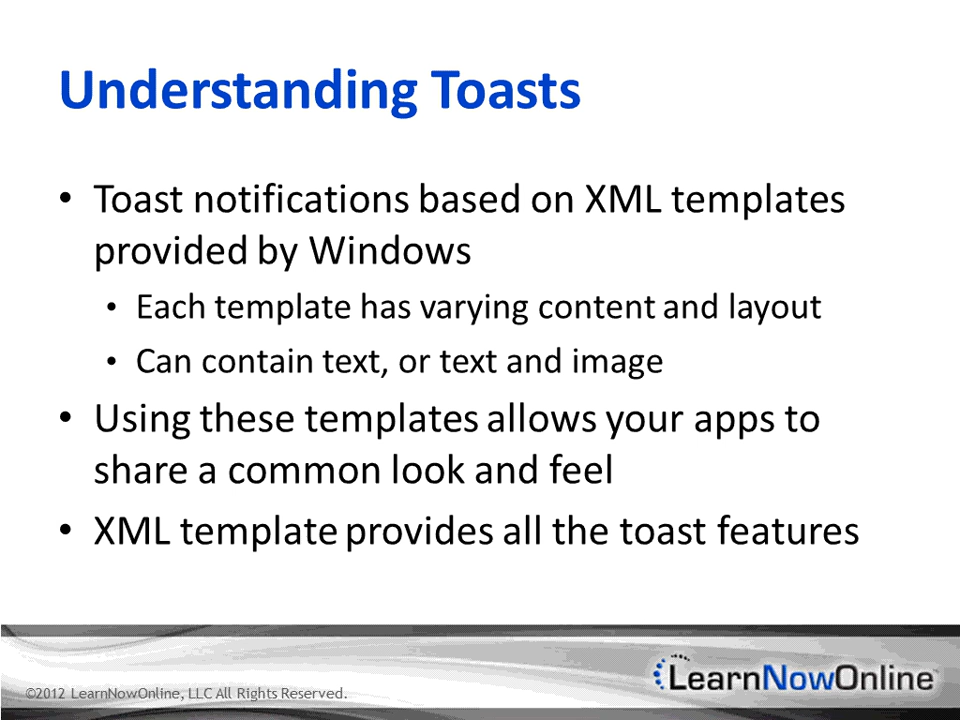 Understanding Toasts
• Toast notifications based on XML templates
provided by Windows
• Each template has varying content and layout
• Can contain text, or text and image
• Using these templates allows your apps to
share a common look and feel
• XML template provides all the toast features
©2012 LearnNowOnline, LLC All Rights Reserved.
LearnNowOnline